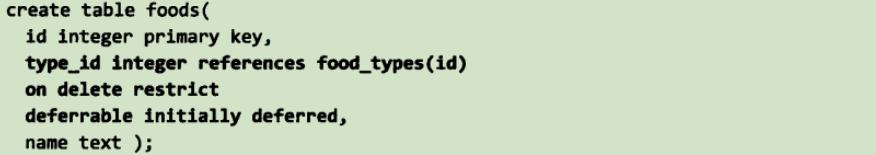 create table foods(
id integer primary key,
type_id integer references food_types(id)
on delete restrict
deferrable initially deferred,
name text );